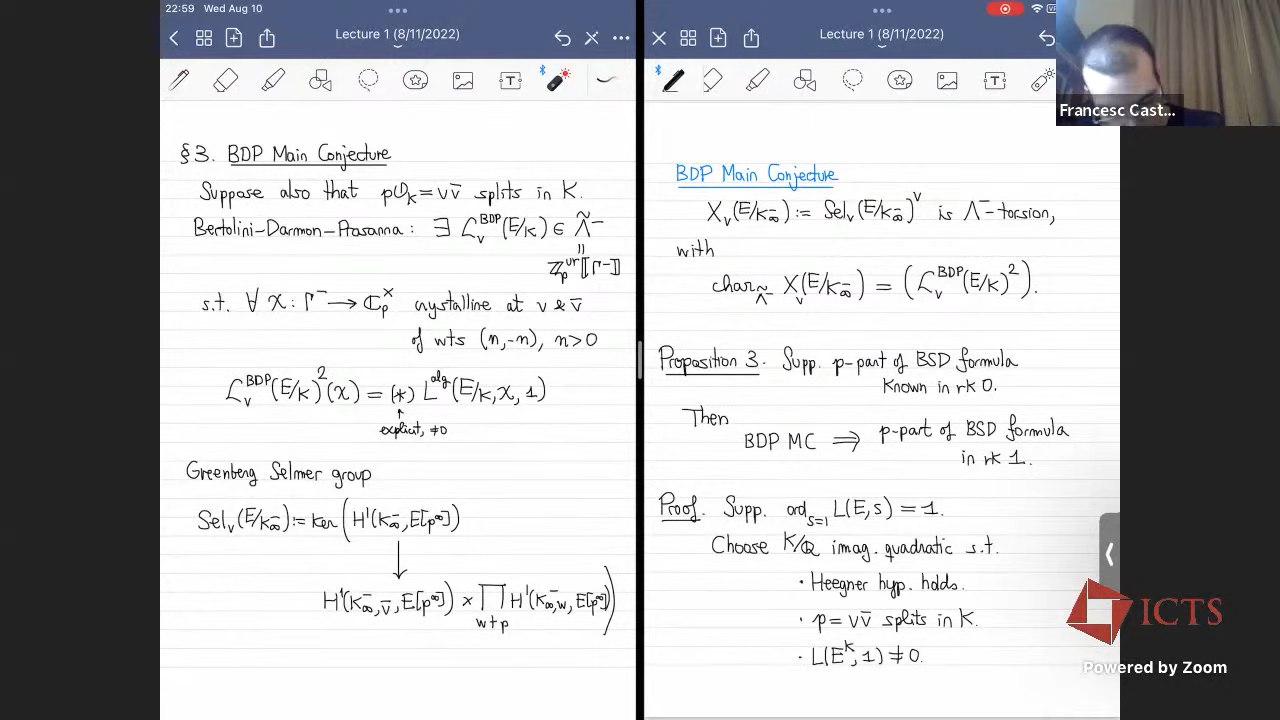 22:59 Wed Aug 10
Lecture 1 (8/11/2022)
§3. BDP Main Conjecture
Suppose also that pO_K = v v̄ splits in K.
Bertolini-Darmon-Prasanna: ∃ ℒ_v^BDP(E/K) ∈ Λ̃⁻
= ℤ_p^ur[[Γ⁻]]
s.t. ∀ χ: Γ⁻ → ℂ_p^× crystalline at v & v̄
of wts (n,-n), n>0
ℒ_v^BDP(E/K)²(χ) = (*) L^alg(E/K, χ, 1)
↑
explicit, ≠0
Greenberg Selmer group
Sel_v(E/K_∞⁻) := ker( H¹(K_∞⁻, E[p^∞])
↓
H¹(K_∞,v̄⁻, E[p^∞]) × ∏_{w∤p} H¹(K_∞,w⁻, E[p^∞]) )
Lecture 1 (8/11/2022)
BDP Main Conjecture
X_v(E/K_∞⁻) := Sel_v(E/K_∞⁻)^∨ is Λ⁻-torsion,
with
char_Λ̃⁻ X_v(E/K_∞⁻) = (ℒ_v^BDP(E/K)²).
Proposition 3. Supp. p-part of BSD formula
Known in rk 0.
Then
BDP MC ⟹ p-part of BSD formula
in rk 1.
Proof. Supp. ord_{s=1} L(E,s) = 1.
Choose K/ℚ imag. quadratic s.t.
· Heegner hyp. holds.
· p = v v̄ splits in K.
· L(E^K, 1) ≠ 0.
Francesc Cast...
ICTS
Powered by Zoom